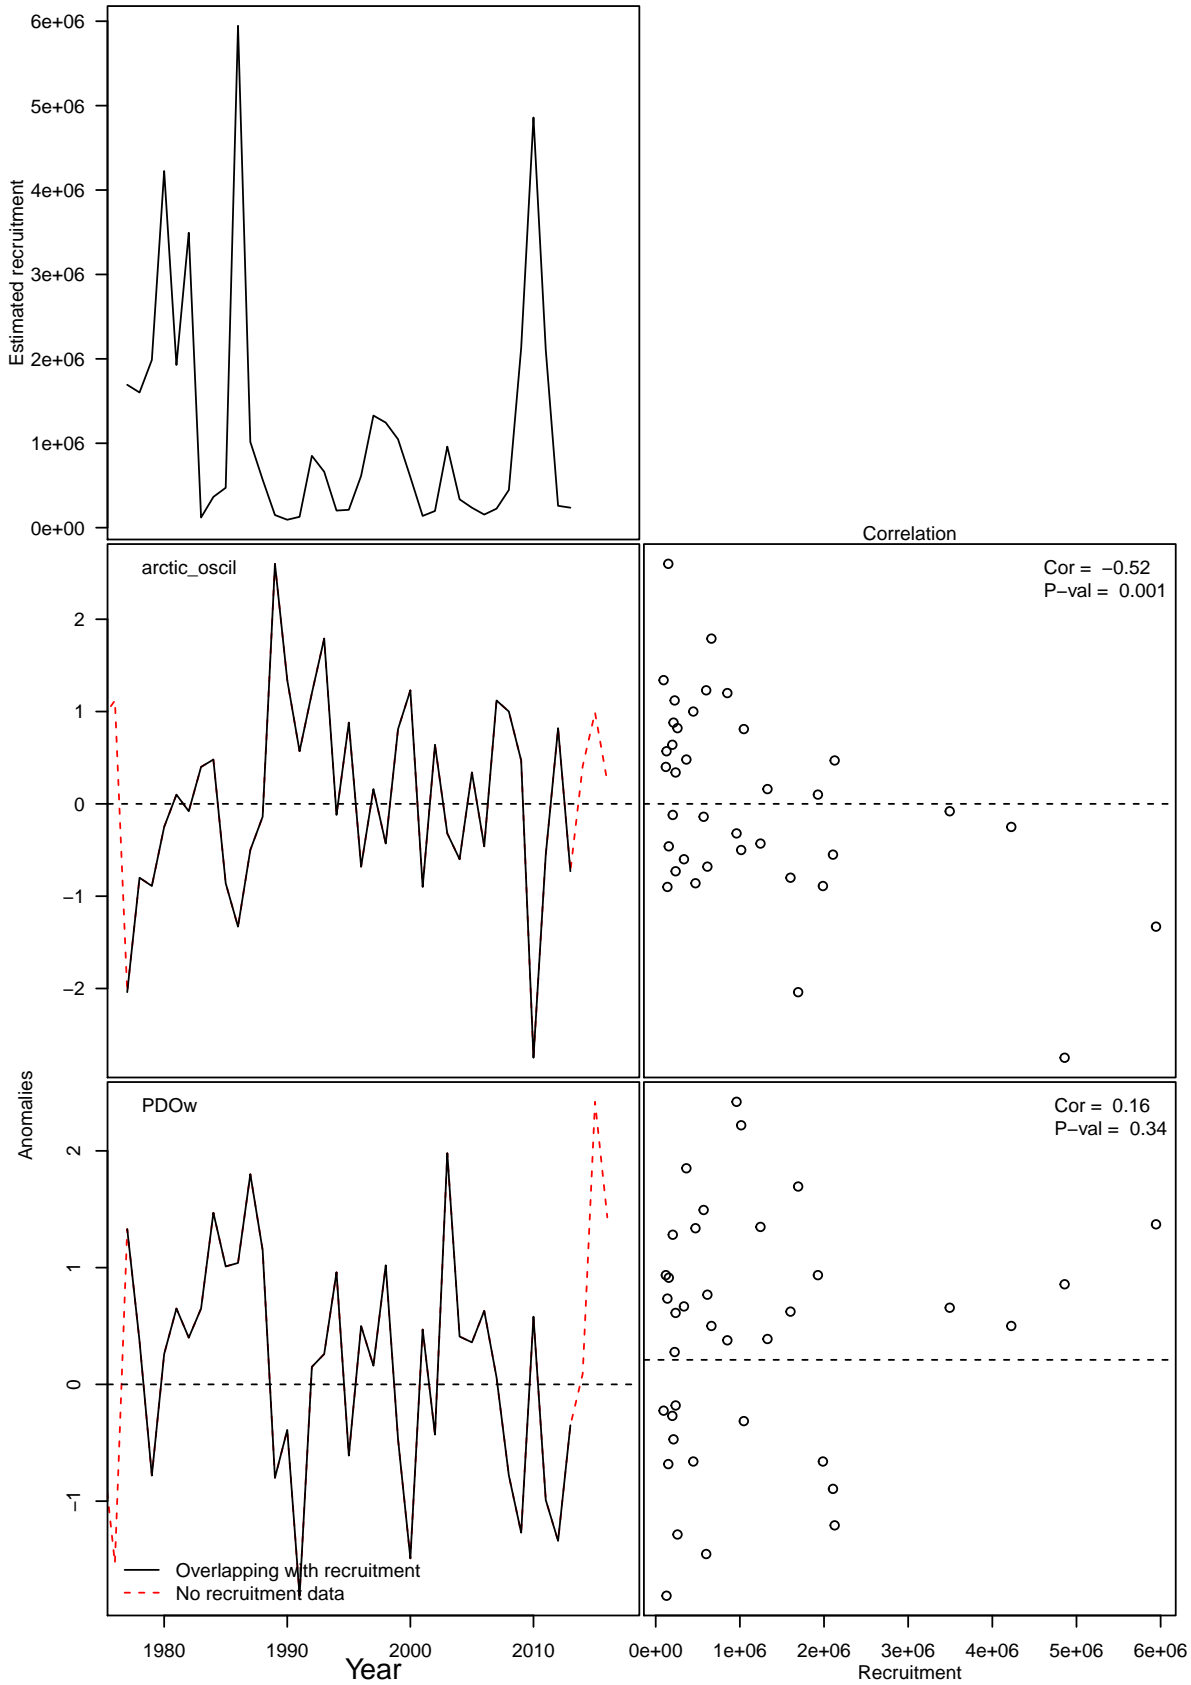 6e+06
5e+06
4e+06
3e+06
2e+06
1e+06
0e+00
Estimated recruitment
arctic_oscil
2
1
0
−1
−2
Correlation
Cor = −0.52
P−val = 0.001
Anomalies
PDOw
2
1
0
−1
Overlapping with recruitment
No recruitment data
1980
1990
2000
2010
Year
Cor = 0.16
P−val = 0.34
0e+00
1e+06
2e+06
3e+06
4e+06
5e+06
6e+06
Recruitment